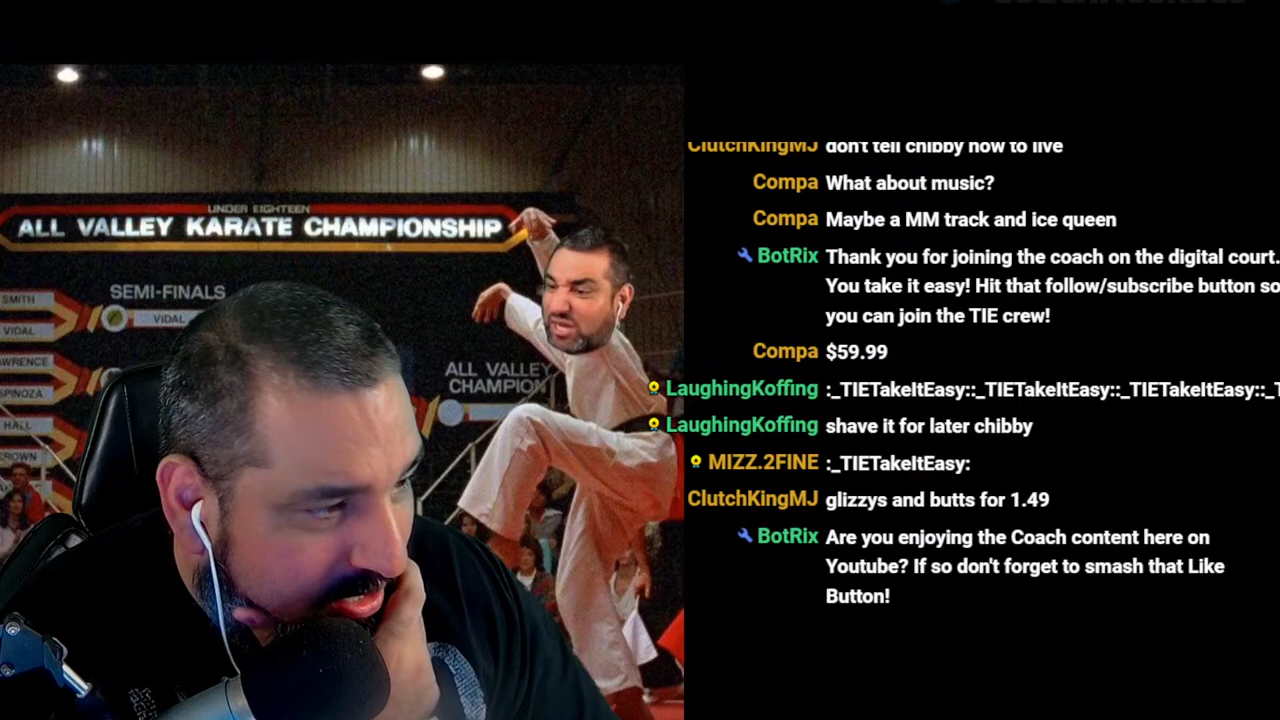 UNDER EIGHTEEN
ALL VALLEY KARATE CHAMPIONSHIP
SMITH
SEMI-FINALS
VIDAL
VIDAL
ALL VALLEY
CHAMPION
HALL
ClutchKingMJ don't tell chibby how to live
Compa What about music?
Compa Maybe a MM track and ice queen
BotRix Thank you for joining the coach on the digital court.
You take it easy! Hit that follow/subscribe button so
you can join the TIE crew!
Compa $59.99
LaughingKoffing :_TIETakeItEasy::_TIETakeItEasy::_TIETakeItEasy::_T
LaughingKoffing shave it for later chibby
MIZZ.2FINE :_TIETakeItEasy:
ClutchKingMJ glizzys and butts for 1.49
BotRix Are you enjoying the Coach content here on
Youtube? If so don't forget to smash that Like
Button!